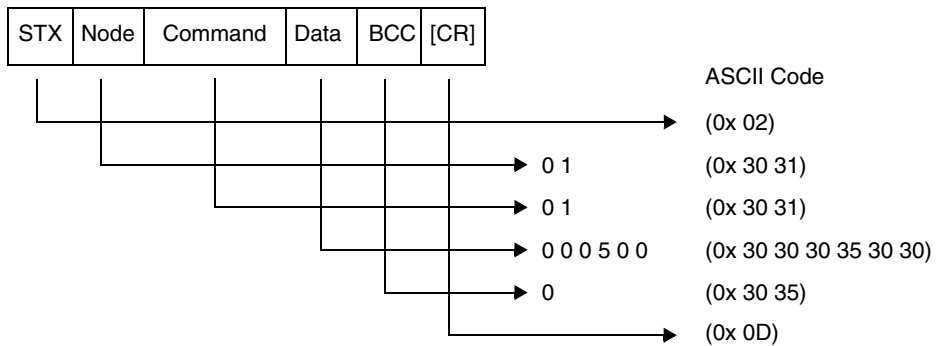 STX Node Command Data BCC [CR]
ASCII Code
(0x 02)
0 1 (0x 30 31)
0 1 (0x 30 31)
0 0 0 5 0 0 (0x 30 30 30 35 30 30)
0 (0x 30 35)
(0x 0D)